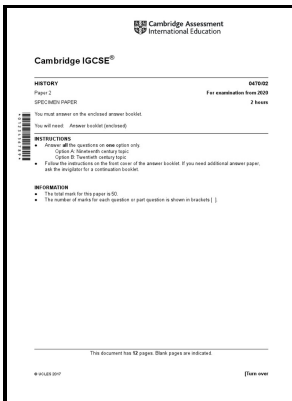 Cambridge Assessment
International Education
Cambridge IGCSE®
HISTORY 0470/02
Paper 2 For examination from 2020
SPECIMEN PAPER 2 hours
You must answer on the enclosed answer booklet.
You will need: Answer booklet (enclosed)
INSTRUCTIONS
● Answer all the questions on one option only.
Option A: Nineteenth century topic
Option B: Twentieth century topic
● Follow the instructions on the front cover of the answer booklet. If you need additional answer paper,
ask the invigilator for a continuation booklet.
INFORMATION
● The total mark for this paper is 50.
● The number of marks for each question or part question is shown in brackets [ ].
This document has 12 pages. Blank pages are indicated.
© UCLES 2017 [Turn over